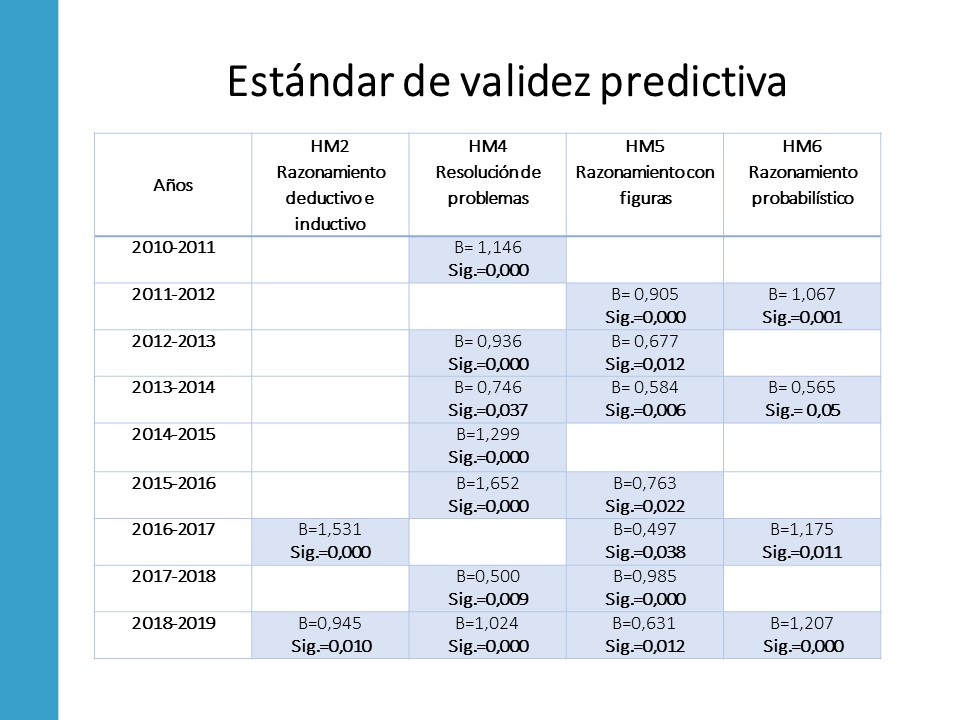 Estándar de validez predictiva
Años
HM2
Razonamiento
deductivo e
inductivo
HM4
Resolución de
problemas
HM5
Razonamiento con
figuras
HM6
Razonamiento
probabilístico
2010-2011
B= 1,146
Sig.=0,000
2011-2012
B= 0,905
Sig.=0,000
B= 1,067
Sig.=0,001
2012-2013
B= 0,936
Sig.=0,000
B= 0,677
Sig.=0,012
2013-2014
B= 0,746
Sig.=0,037
B= 0,584
Sig.=0,006
B= 0,565
Sig.= 0,05
2014-2015
B=1,299
Sig.=0,000
2015-2016
B=1,652
Sig.=0,000
B=0,763
Sig.=0,022
2016-2017
B=1,531
Sig.=0,000
B=0,497
Sig.=0,038
B=1,175
Sig.=0,011
2017-2018
B=0,500
Sig.=0,009
B=0,985
Sig.=0,000
2018-2019
B=0,945
Sig.=0,010
B=1,024
Sig.=0,000
B=0,631
Sig.=0,012
B=1,207
Sig.=0,000